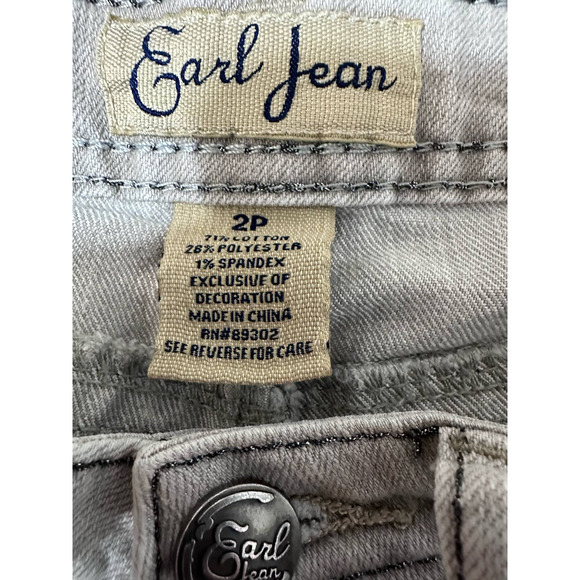 Earl Jean
2P
71% COTTON
28% POLYESTER
1% SPANDEX
EXCLUSIVE OF
DECORATION
MADE IN CHINA
RN#89302
SEE REVERSE FOR CARE
Earl
Jean